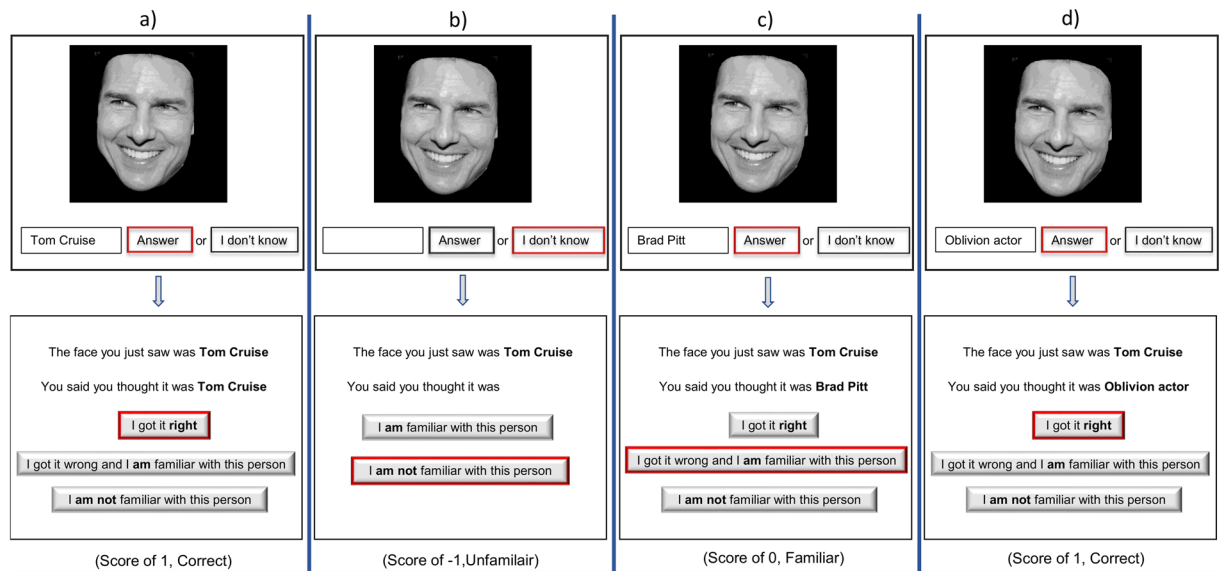 a)
Tom Cruise Answer or I don't know
The face you just saw was Tom Cruise
You said you thought it was Tom Cruise
I got it right
I got it wrong and I am familiar with this person
I am not familiar with this person
(Score of 1, Correct)
b)
Answer or I don't know
The face you just saw was Tom Cruise
You said you thought it was
I am familiar with this person
I am not familiar with this person
(Score of -1,Unfamilair)
c)
Brad Pitt Answer or I don't know
The face you just saw was Tom Cruise
You said you thought it was Brad Pitt
I got it right
I got it wrong and I am familiar with this person
I am not familiar with this person
(Score of 0, Familiar)
d)
Oblivion actor Answer or I don't know
The face you just saw was Tom Cruise
You said you thought it was Oblivion actor
I got it right
I got it wrong and I am familiar with this person
I am not familiar with this person
(Score of 1, Correct)